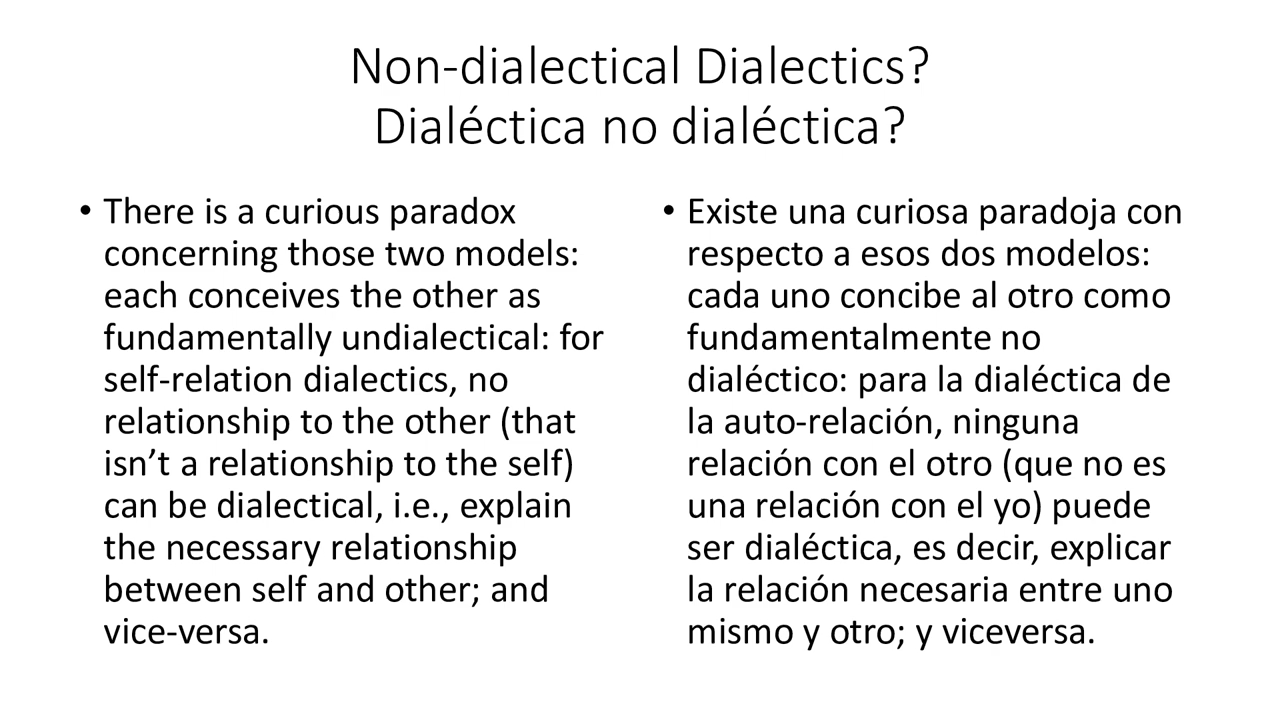 Non-dialectical Dialectics?
Dialéctica no dialéctica?
• There is a curious paradox
concerning those two models:
each conceives the other as
fundamentally undialectical: for
self-relation dialectics, no
relationship to the other (that
isn’t a relationship to the self)
can be dialectical, i.e., explain
the necessary relationship
between self and other; and
vice-versa.
• Existe una curiosa paradoja con
respecto a esos dos modelos:
cada uno concibe al otro como
fundamentalmente no
dialéctico: para la dialéctica de
la auto-relación, ninguna
relación con el otro (que no es
una relación con el yo) puede
ser dialéctica, es decir, explicar
la relación necesaria entre uno
mismo y otro; y viceversa.